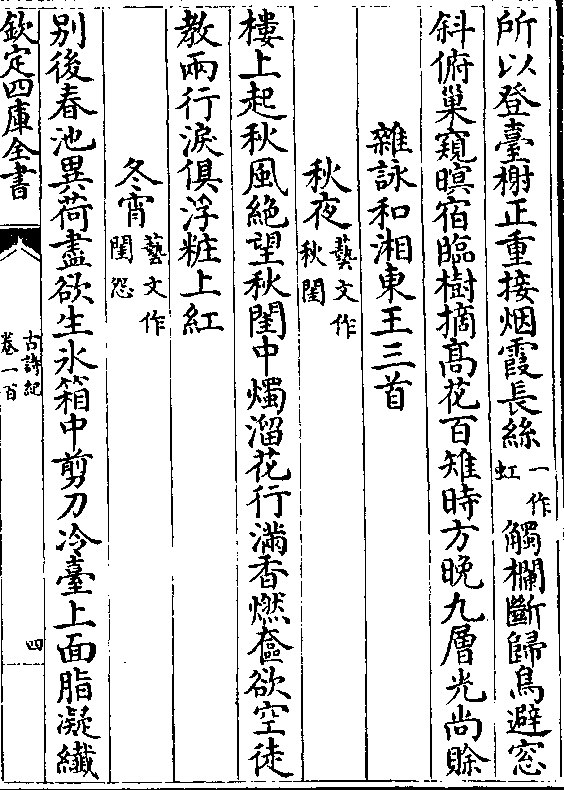 所以登臺榭正重接烟霞長絲一作虹觸欄斷歸鳥避窓
斜俯巢窺暝宿臨樹摘髙花百雉時方晚九層光尚賒
雜詠和湘東王三首
秋夜藝文作秋閨
樓上起秋風絶望秋閨中燭溜花行滿香燃奩欲空徒
教兩行淚俱浮粧上紅
冬宵藝文作閨怨
别後春池異荷盡欲生氷箱中剪刀冷臺上面脂凝纎
欽定四庫全書
古詩紀
卷一百
四